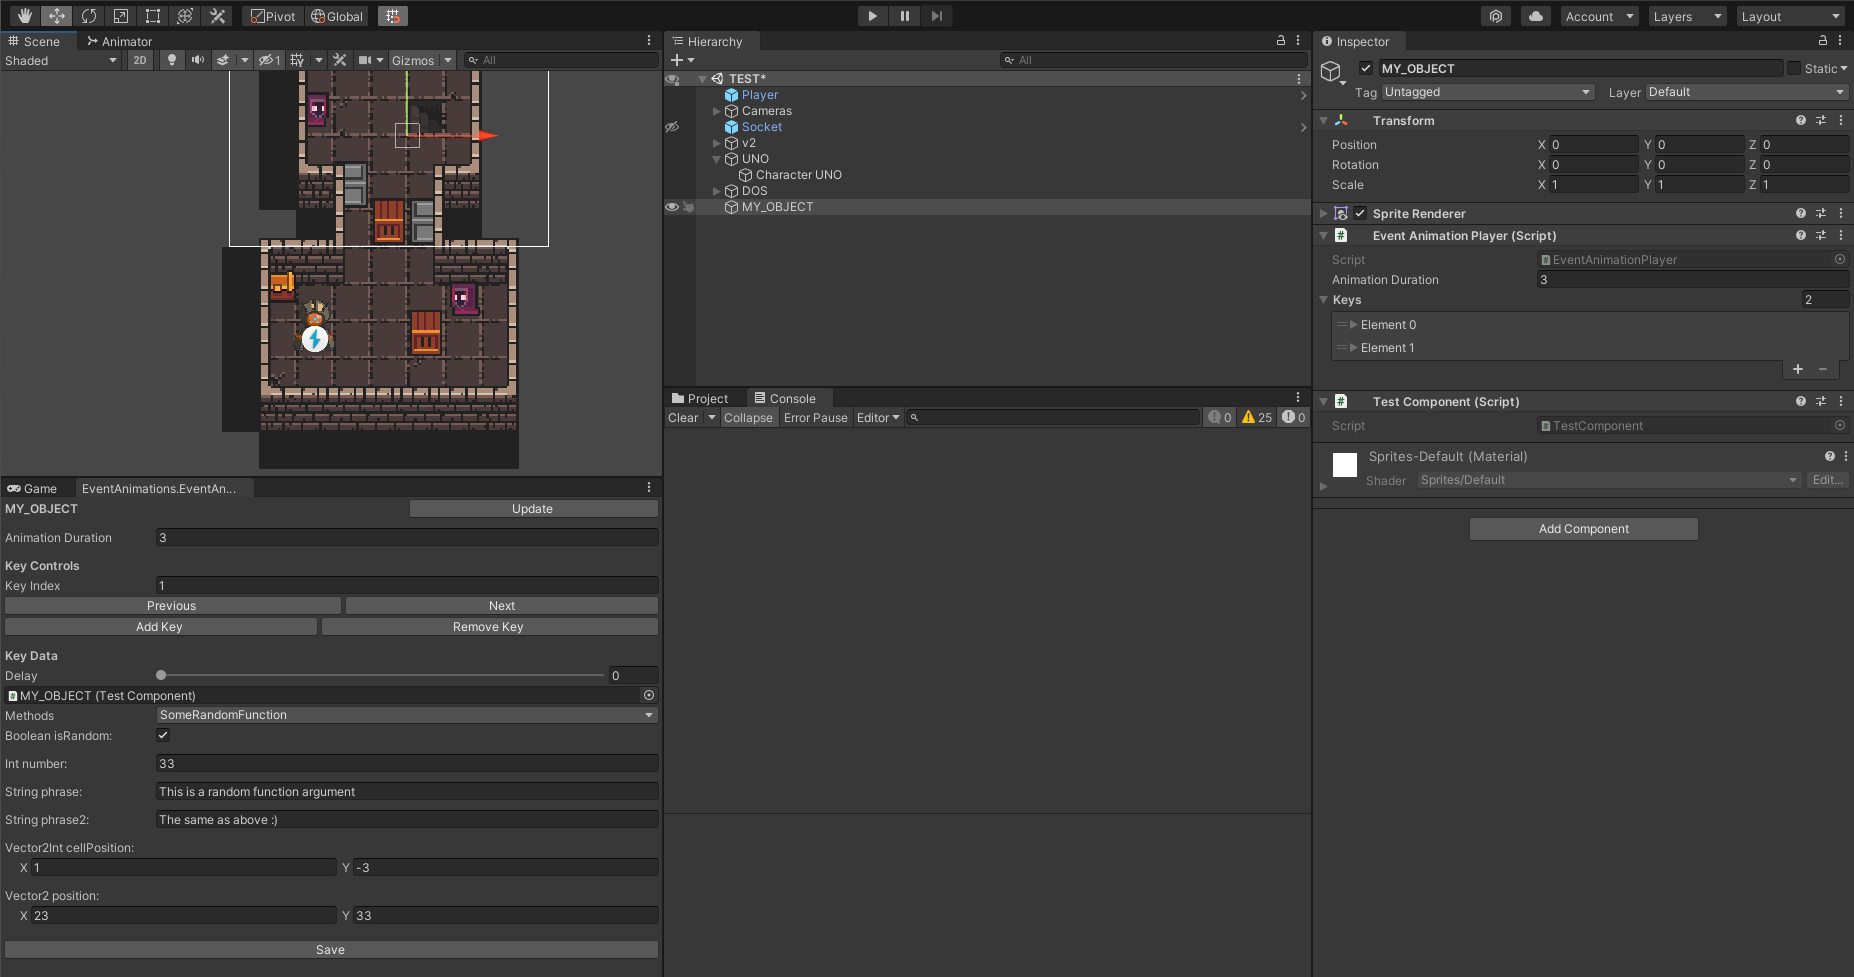 Pivot Global Account Layers Layout
Scene Animator
Shaded 2D 1 Gizmos All
MY_OBJECT Update
Game EventAnimations.EventAn...
Animation Duration 3
Key Controls
Key Index 1
Previous Next
Add Key Remove Key
Key Data
Delay 0
# MY_OBJECT (Test Component)
Methods SomeRandomFunction
Boolean isRandom:
Int number: 33
String phrase: This is a random function argument
String phrase2: The same as above :)
Vector2Int cellPosition:
X 1 Y -3
Vector2 position:
X 23 Y 33
Save
Hierarchy
All
TEST*
Player
Cameras
Socket
v2
UNO
Character UNO
DOS
MY_OBJECT
Project Console
Clear Collapse Error Pause Editor 0 25 0
Inspector
MY_OBJECT Static
Tag Untagged Layer Default
Transform
Position X 0 Y 0 Z 0
Rotation X 0 Y 0 Z 0
Scale X 1 Y 1 Z 1
Sprite Renderer
# Event Animation Player (Script)
Script # EventAnimationPlayer
Animation Duration 3
Keys 2
Element 0
Element 1
+ −
# Test Component (Script)
Script # TestComponent
Sprites-Default (Material)
Shader Sprites/Default Edit...
Add Component